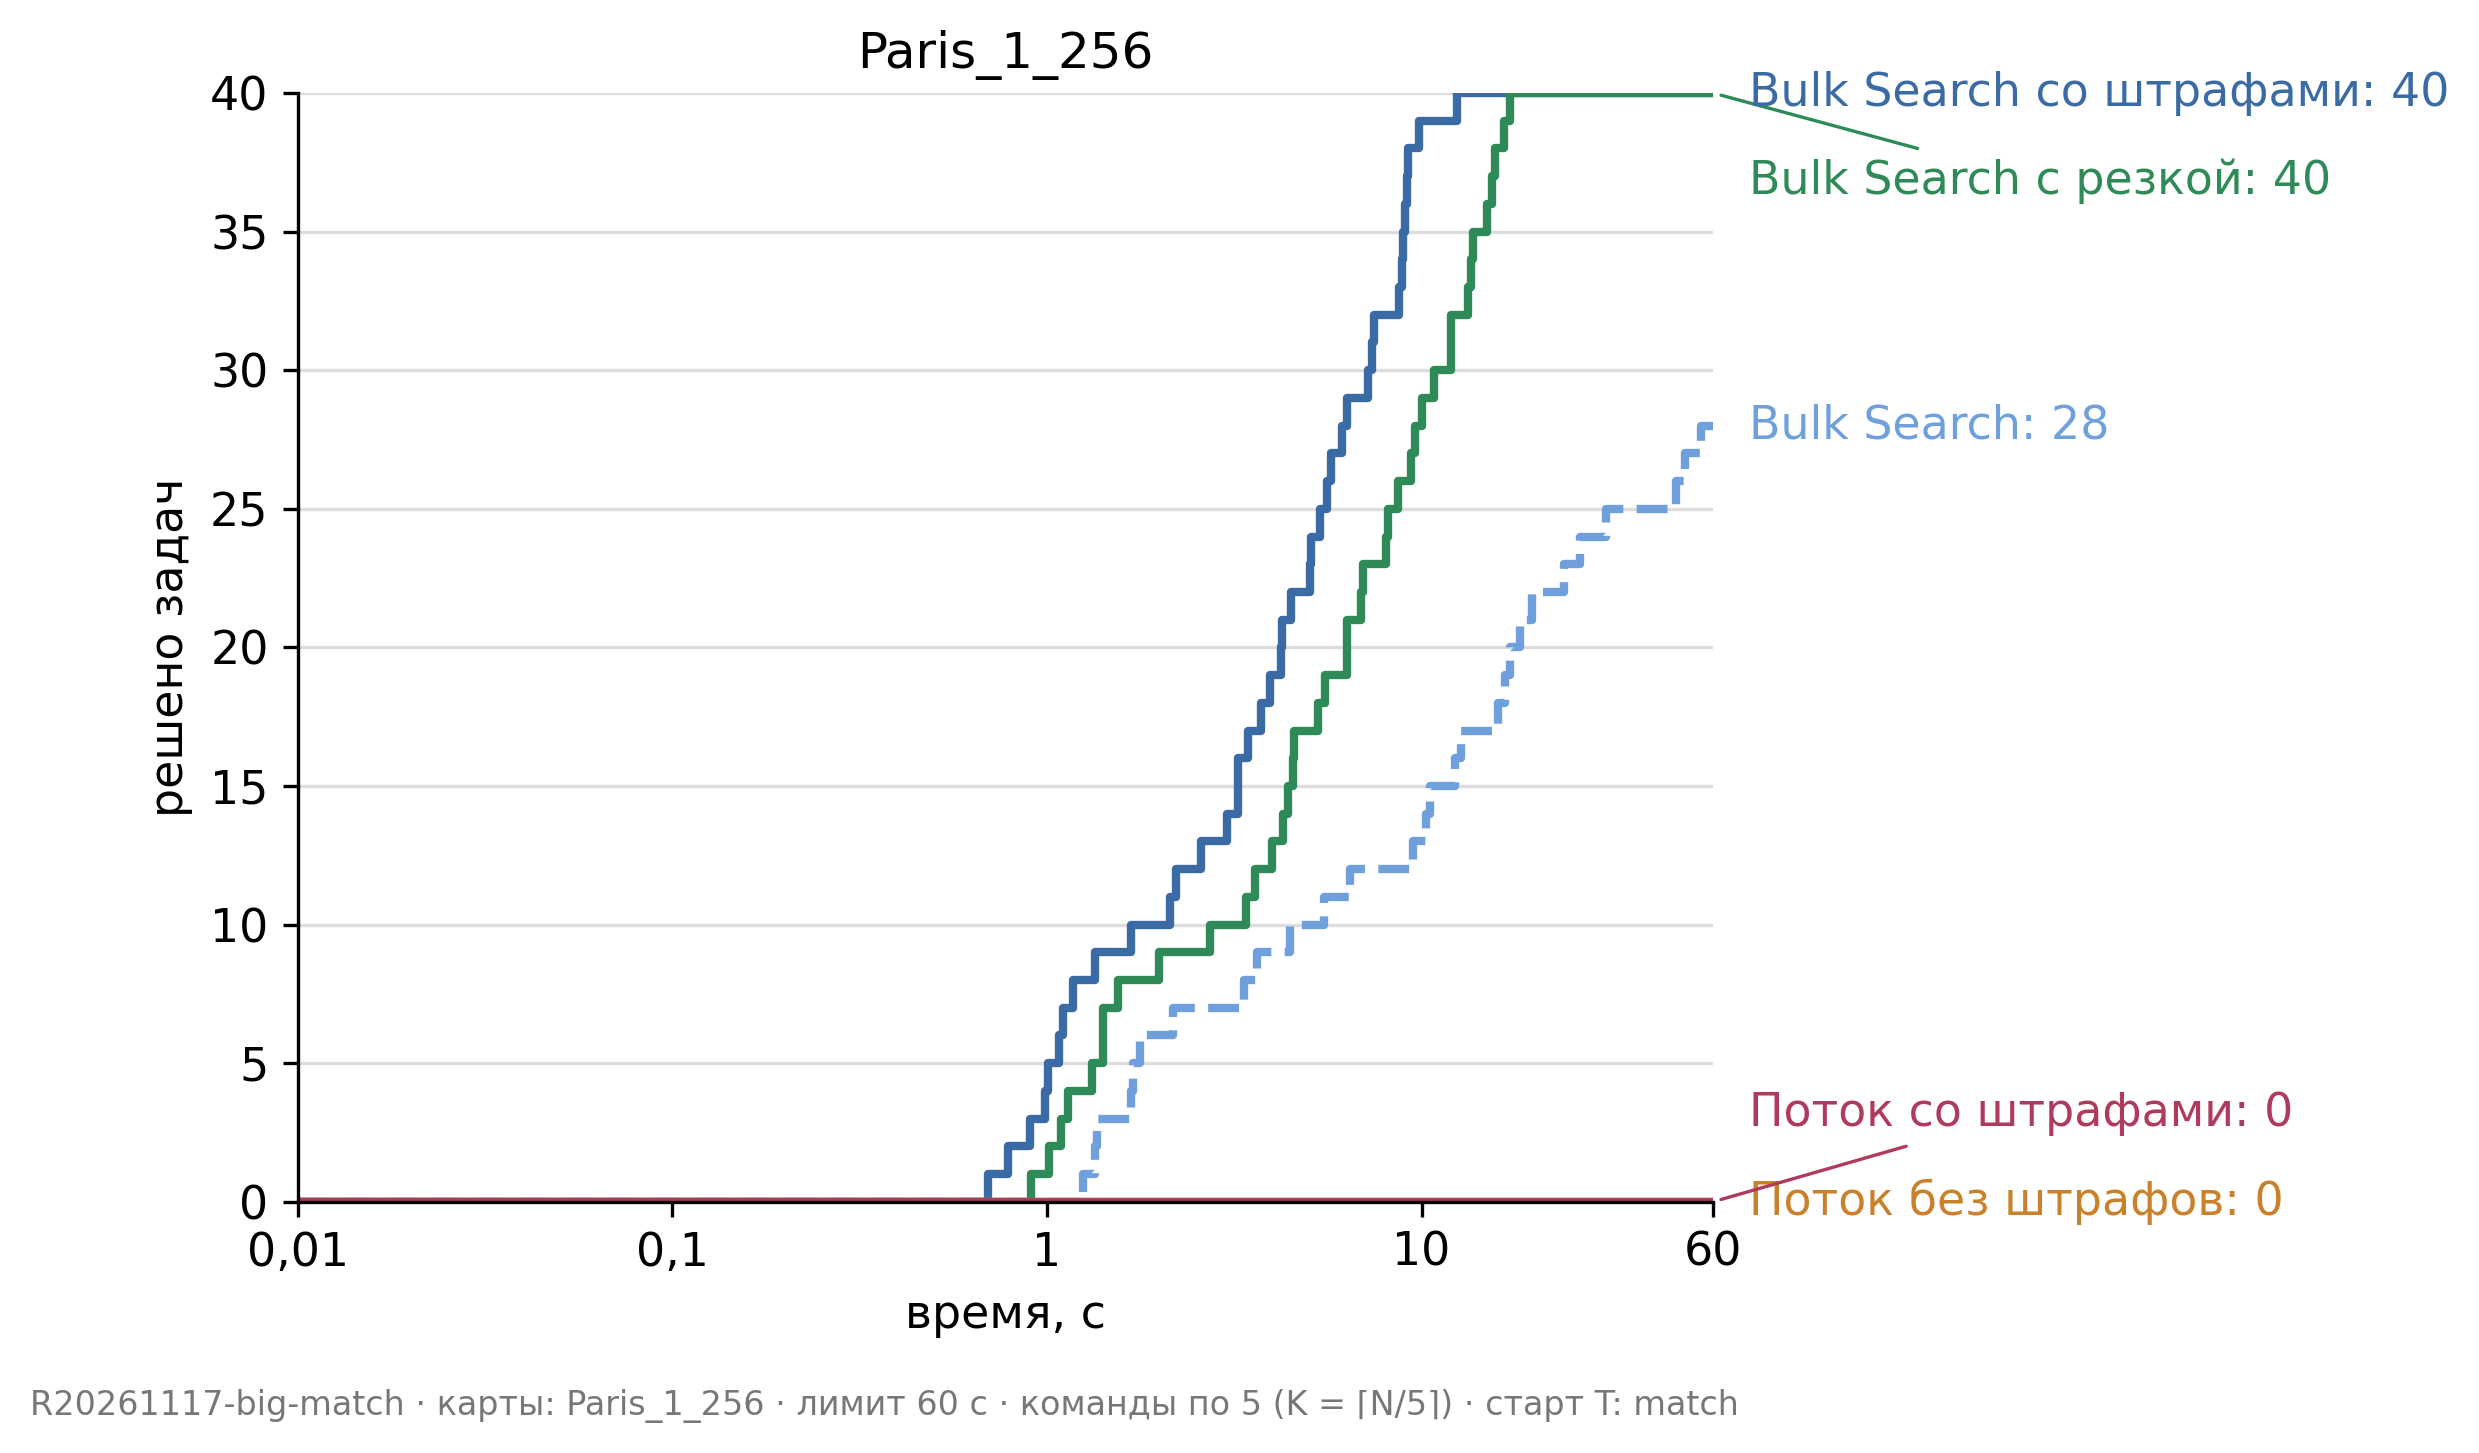 Paris_1_256
40
35
30
25
20
15
10
5
0
решено задач
0,01
0,1
1
10
60
время, с
Bulk Search со штрафами: 40
Bulk Search с резкой: 40
Bulk Search: 28
Поток со штрафами: 0
Поток без штрафов: 0
R20261117-big-match · карты: Paris_1_256 · лимит 60 с · команды по 5 (K = ⌈N/5⌉) · старт T: match